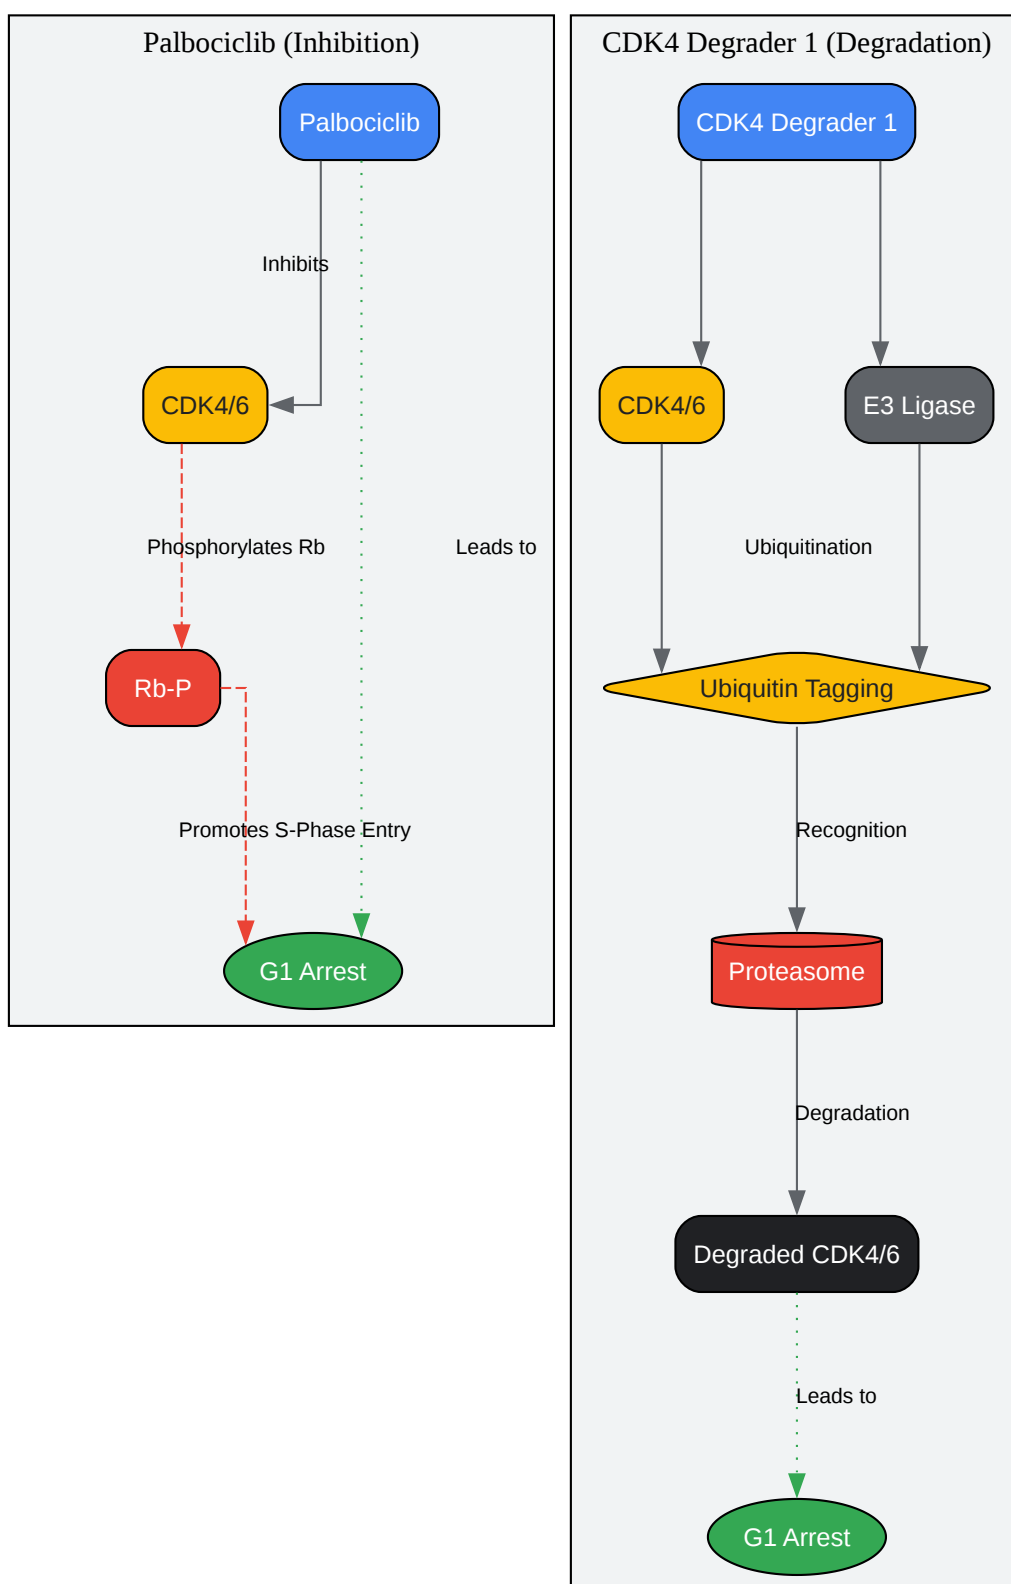 Palbociclib (Inhibition)
Palbociclib
Inhibits
CDK4/6
Phosphorylates Rb
Leads to
Rb-P
Promotes S-Phase Entry
G1 Arrest
CDK4 Degrader 1 (Degradation)
CDK4 Degrader 1
CDK4/6
E3 Ligase
Ubiquitination
Ubiquitin Tagging
Recognition
Proteasome
Degradation
Degraded CDK4/6
Leads to
G1 Arrest